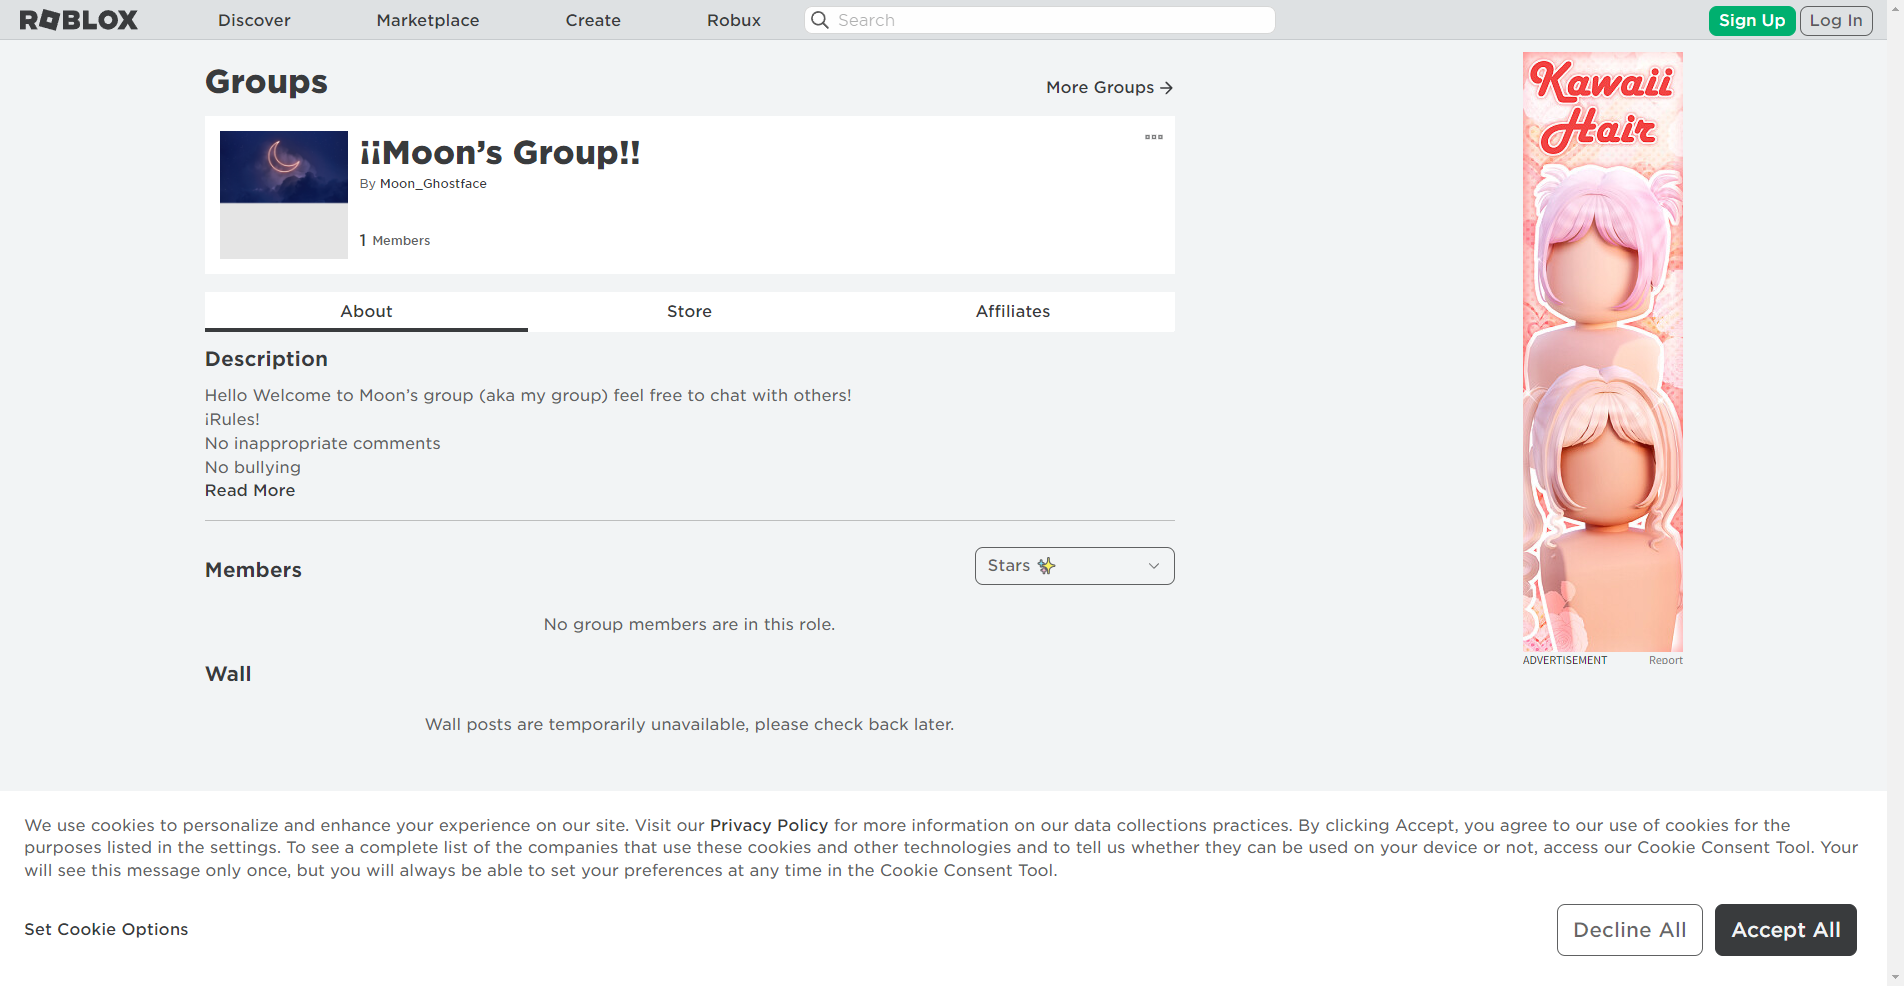 ROBLOX
Discover
Marketplace
Create
Robux
Search
Sign Up
Log In
Groups
More Groups →
¡¡Moon’s Group!!
By Moon_Ghostface
1 Members
About
Store
Affiliates
Description
Hello Welcome to Moon’s group (aka my group) feel free to chat with others!
¡Rules!
No inappropriate comments
No bullying
Read More
Members
Stars ✨
No group members are in this role.
Wall
Wall posts are temporarily unavailable, please check back later.
Kawaii
Hair
ADVERTISEMENT
Report
We use cookies to personalize and enhance your experience on our site. Visit our Privacy Policy for more information on our data collections practices. By clicking Accept, you agree to our use of cookies for the
purposes listed in the settings. To see a complete list of the companies that use these cookies and other technologies and to tell us whether they can be used on your device or not, access our Cookie Consent Tool. Your
will see this message only once, but you will always be able to set your preferences at any time in the Cookie Consent Tool.
Set Cookie Options
Decline All
Accept All